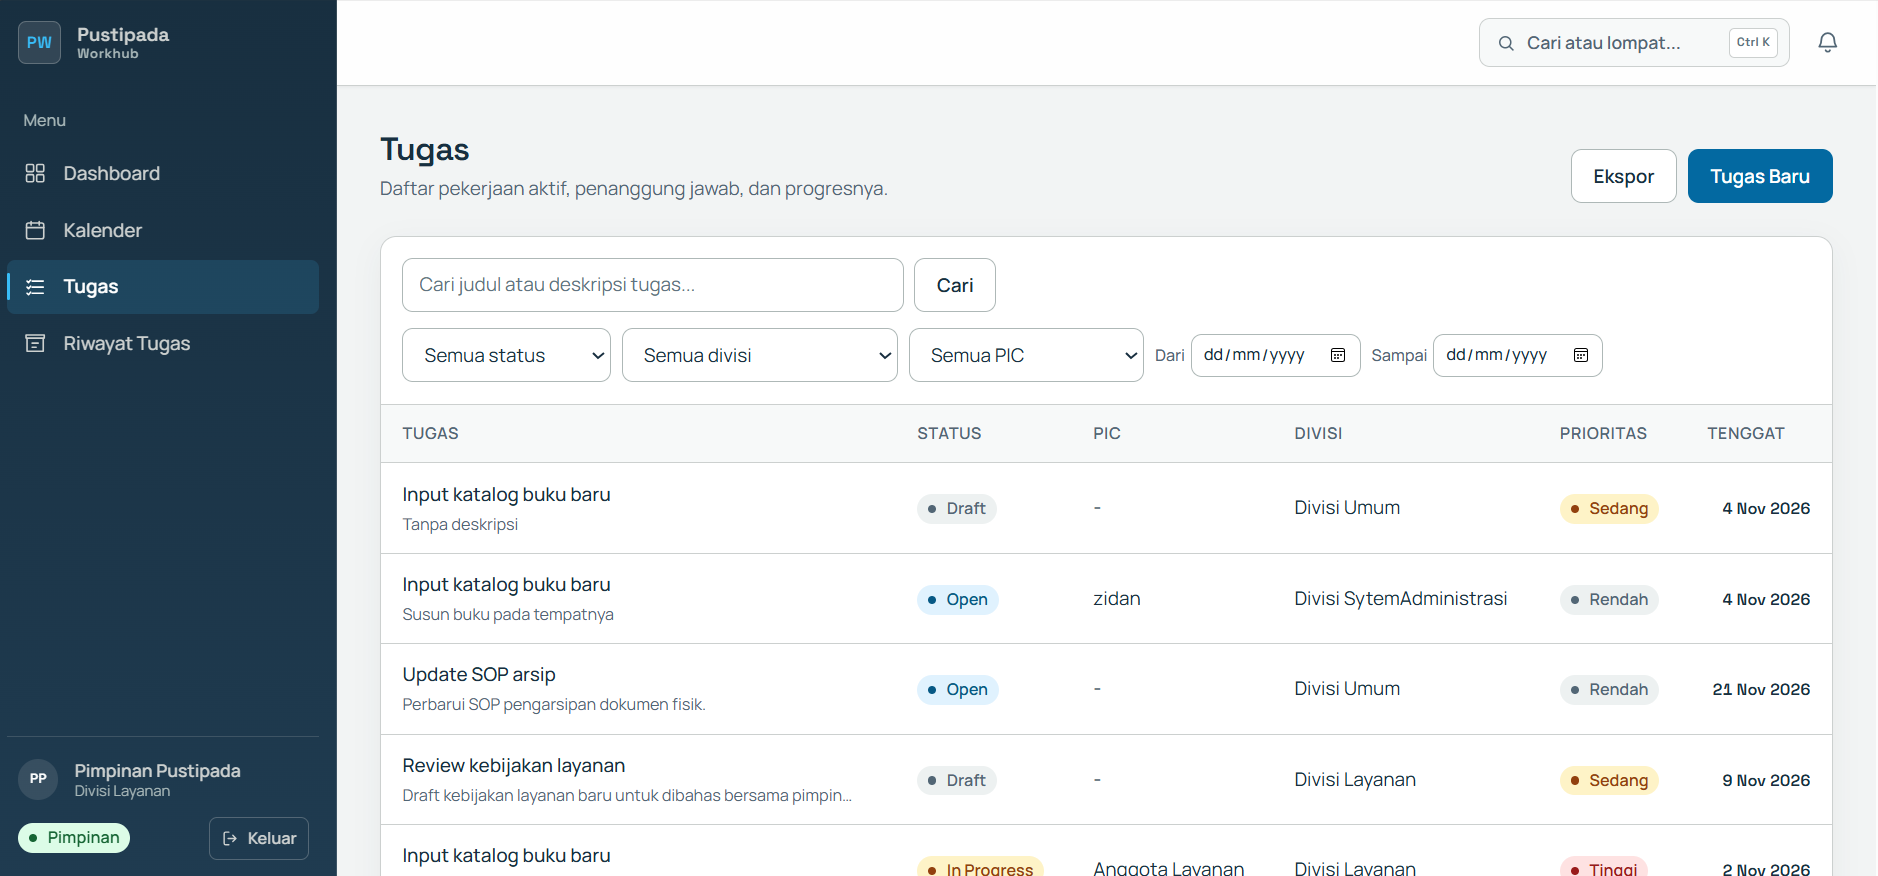 PW
Pustipada
Workhub
Menu
Dashboard
Kalender
Tugas
Riwayat Tugas
PP
Pimpinan Pustipada
Divisi Layanan
Pimpinan
Keluar
Cari atau lompat...
Ctrl K
Tugas
Daftar pekerjaan aktif, penanggung jawab, dan progresnya.
Ekspor
Tugas Baru
Cari judul atau deskripsi tugas...
Cari
Semua status
Semua divisi
Semua PIC
Dari
dd/mm/yyyy
Sampai
dd/mm/yyyy
TUGAS STATUS PIC DIVISI PRIORITAS TENGGAT
Input katalog buku baru
Tanpa deskripsi
Draft - Divisi Umum Sedang 4 Nov 2026
Input katalog buku baru
Susun buku pada tempatnya
Open zidan Divisi SytemAdministrasi Rendah 4 Nov 2026
Update SOP arsip
Perbarui SOP pengarsipan dokumen fisik.
Open - Divisi Umum Rendah 21 Nov 2026
Review kebijakan layanan
Draft kebijakan layanan baru untuk dibahas bersama pimpin...
Draft - Divisi Layanan Sedang 9 Nov 2026
Input katalog buku baru
In Progress Anggota Layanan Divisi Layanan Tinggi 2 Nov 2026